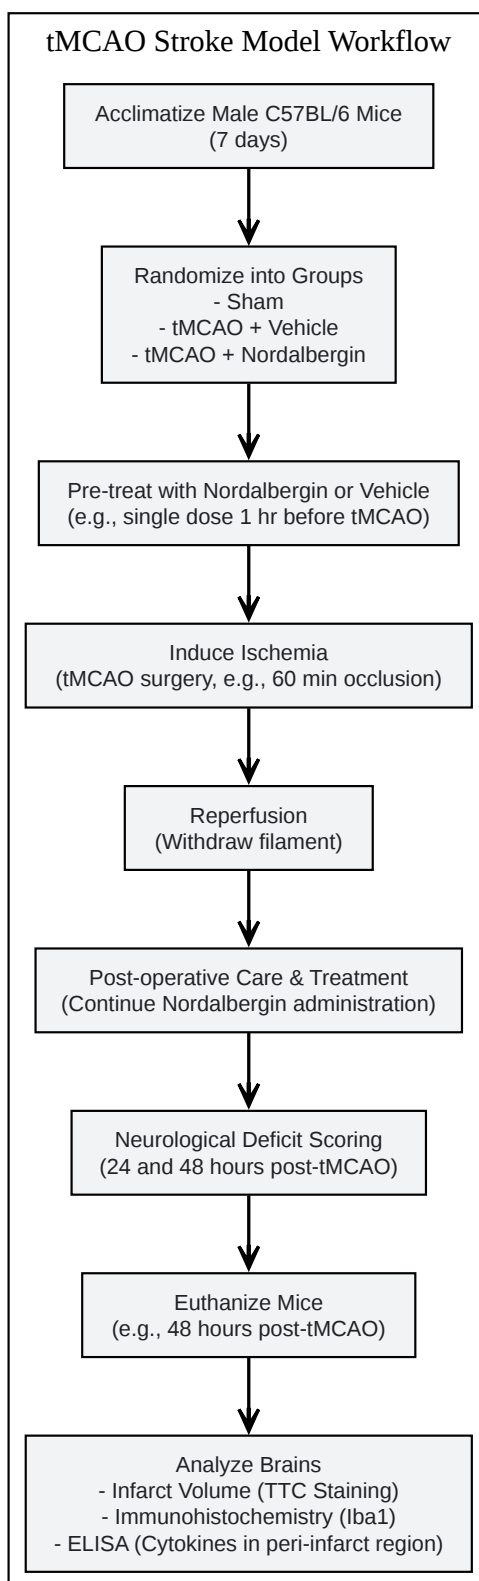 tMCAO Stroke Model Workflow
Acclimatize Male C57BL/6 Mice
(7 days)
Randomize into Groups
- Sham
- tMCAO + Vehicle
- tMCAO + Nordalbergin
Pre-treat with Nordalbergin or Vehicle
(e.g., single dose 1 hr before tMCAO)
Induce Ischemia
(tMCAO surgery, e.g., 60 min occlusion)
Reperfusion
(Withdraw filament)
Post-operative Care & Treatment
(Continue Nordalbergin administration)
Neurological Deficit Scoring
(24 and 48 hours post-tMCAO)
Euthanize Mice
(e.g., 48 hours post-tMCAO)
Analyze Brains
- Infarct Volume (TTC Staining)
- Immunohistochemistry (Iba1)
- ELISA (Cytokines in peri-infarct region)